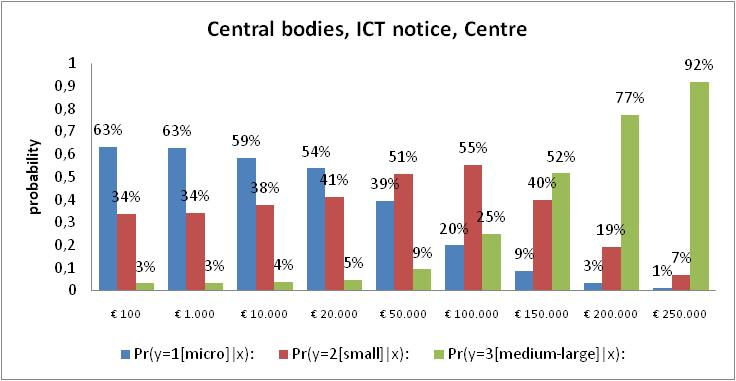 Central bodies, ICT notice, Centre
probability
1
0,9
0,8
0,7
0,6
0,5
0,4
0,3
0,2
0,1
0
63% 34% 3%
63% 34% 3%
59% 38% 4%
54% 41% 5%
39% 51% 9%
20% 55% 25%
9% 40% 52%
3% 19% 77%
1% 7% 92%
€ 100 € 1.000 € 10.000 € 20.000 € 50.000 € 100.000 € 150.000 € 200.000 € 250.000
Pr(y=1[micro]|x): Pr(y=2[small]|x): Pr(y=3[medium-large]|x):